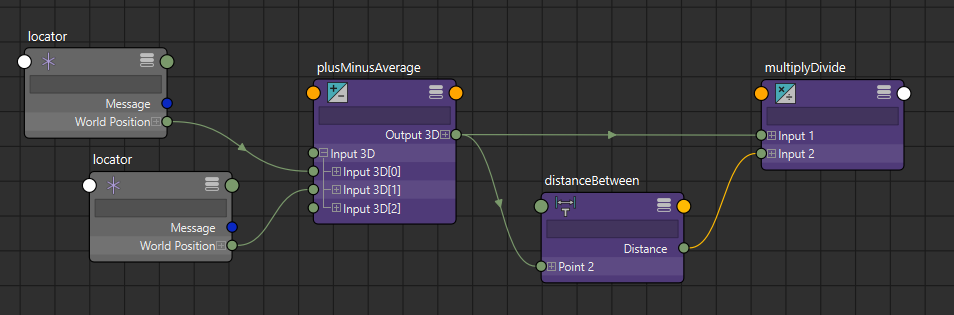 locator
Message
World Position
locator
Message
World Position
plusMinusAverage
Output 3D
Input 3D
Input 3D[0]
Input 3D[1]
Input 3D[2]
distanceBetween
Distance
Point 2
multiplyDivide
Input 1
Input 2